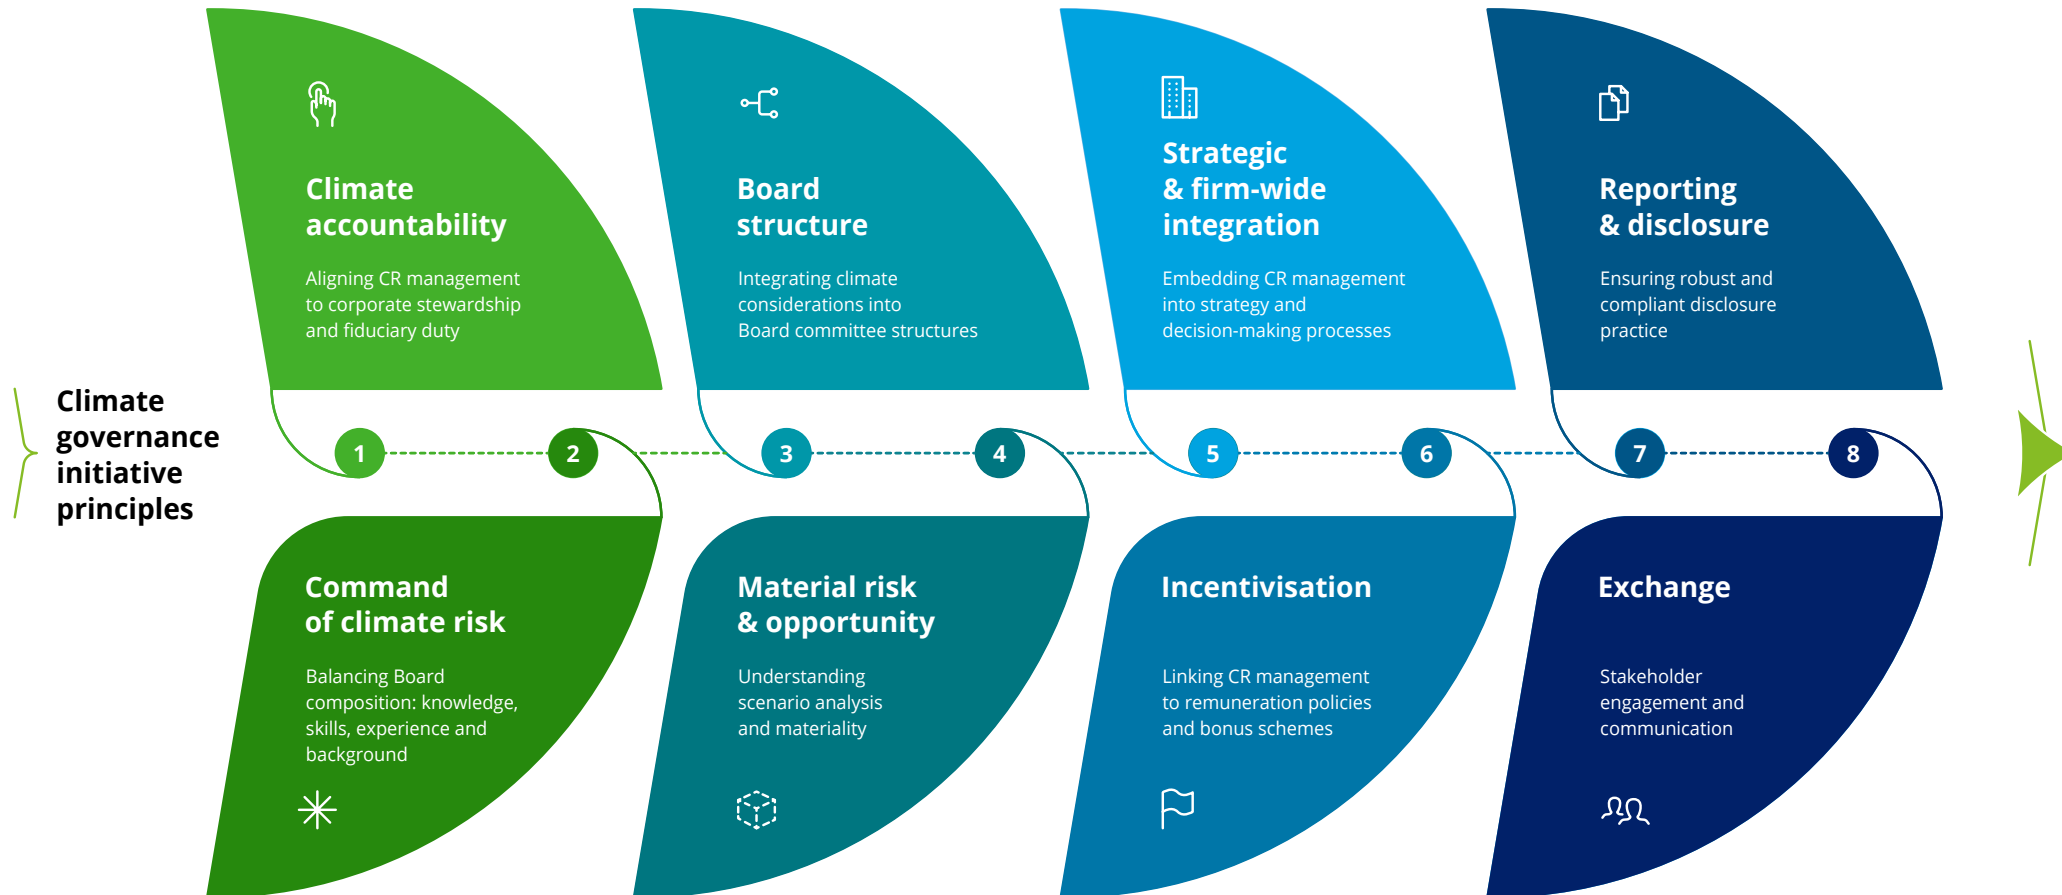 Climate
governance
initiative
principles
Climate
accountability
Aligning CR management
to corporate stewardship
and fiduciary duty
Board
structure
Integrating climate
considerations into
Board committee structures
Strategic
& firm-wide
integration
Embedding CR management
into strategy and
decision-making processes
Reporting
& disclosure
Ensuring robust and
compliant disclosure
practice
1
2
3
4
5
6
7
8
Command
of climate risk
Balancing Board
composition: knowledge,
skills, experience and
background
Material risk
& opportunity
Understanding
scenario analysis
and materiality
Incentivisation
Linking CR management
to remuneration policies
and bonus schemes
Exchange
Stakeholder
engagement and
communication